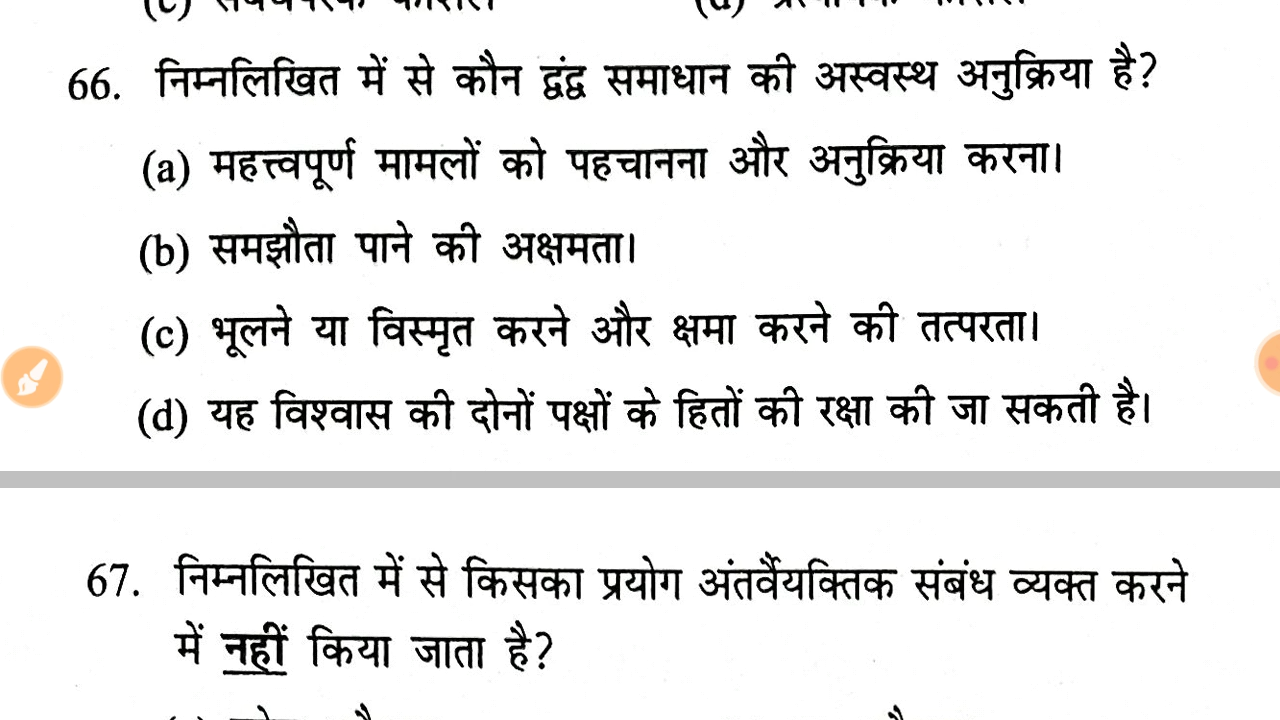 66. निम्नलिखित में से कौन द्वंद्व समाधान की अस्वस्थ अनुक्रिया है?
(a) महत्त्वपूर्ण मामलों को पहचानना और अनुक्रिया करना।
(b) समझौता पाने की अक्षमता।
(c) भूलने या विस्मृत करने और क्षमा करने की तत्परता।
(d) यह विश्वास की दोनों पक्षों के हितों की रक्षा की जा सकती है।
67. निम्नलिखित में से किसका प्रयोग अंतर्वैयक्तिक संबंध व्यक्त करने
में नहीं किया जाता है?